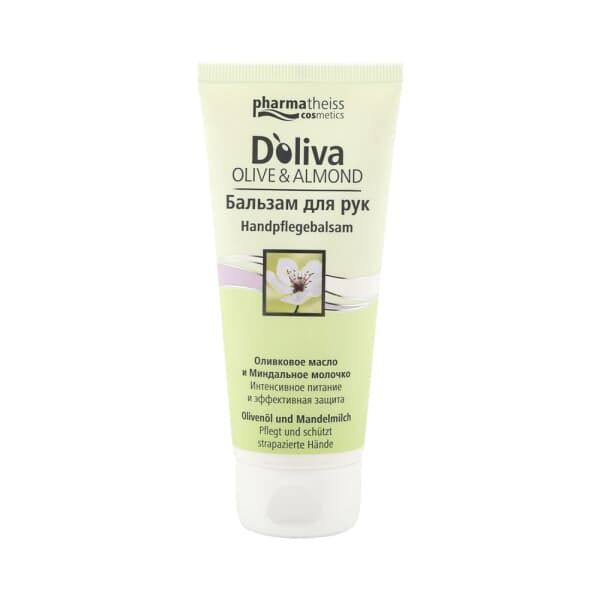 pharmatheiss
cosmetics
D'oliva
OLIVE & ALMOND
Бальзам для рук
Handpflegebalsam
Оливковое масло
и Миндальное молочко
Интенсивное питание
и эффективная защита
Olivenöl und Mandelmilch
Pflegt und schützt
strapazierte Hände